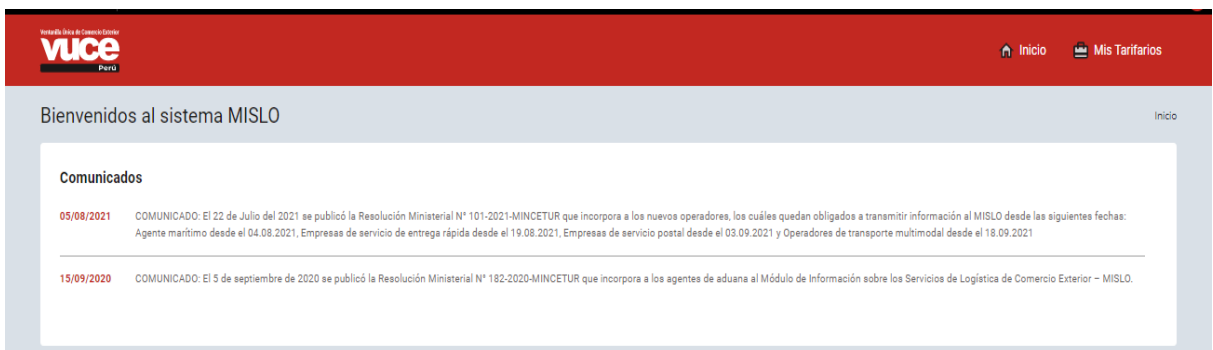 Ventanilla Única de Comercio Exterior
vuce
Perú
Inicio
Mis Tarifarios
Bienvenidos al sistema MISLO
Inicio
Comunicados
05/08/2021
COMUNICADO: El 22 de Julio del 2021 se publicó la Resolución Ministerial N° 101-2021-MINCETUR que incorpora a los nuevos operadores, los cuáles quedan obligados a transmitir información al MISLO desde las siguientes fechas:
Agente marítimo desde el 04.08.2021, Empresas de servicio de entrega rápida desde el 19.08.2021, Empresas de servicio postal desde el 03.09.2021 y Operadores de transporte multimodal desde el 18.09.2021
15/09/2020
COMUNICADO: El 5 de septiembre de 2020 se publicó la Resolución Ministerial N° 182-2020-MINCETUR que incorpora a los agentes de aduana al Módulo de Información sobre los Servicios de Logística de Comercio Exterior – MISLO.